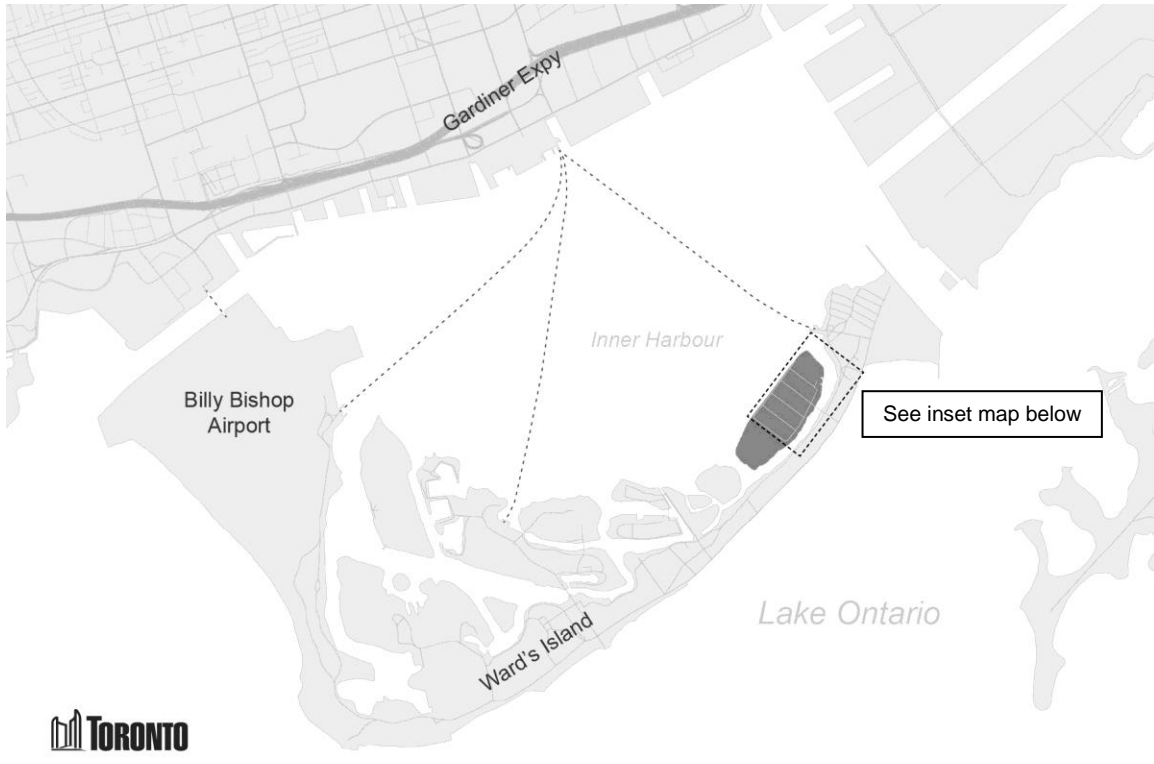 Gardiner Expy
Inner Harbour
Billy Bishop
Airport
See inset map below
Lake Ontario
Ward's Island
TORONTO